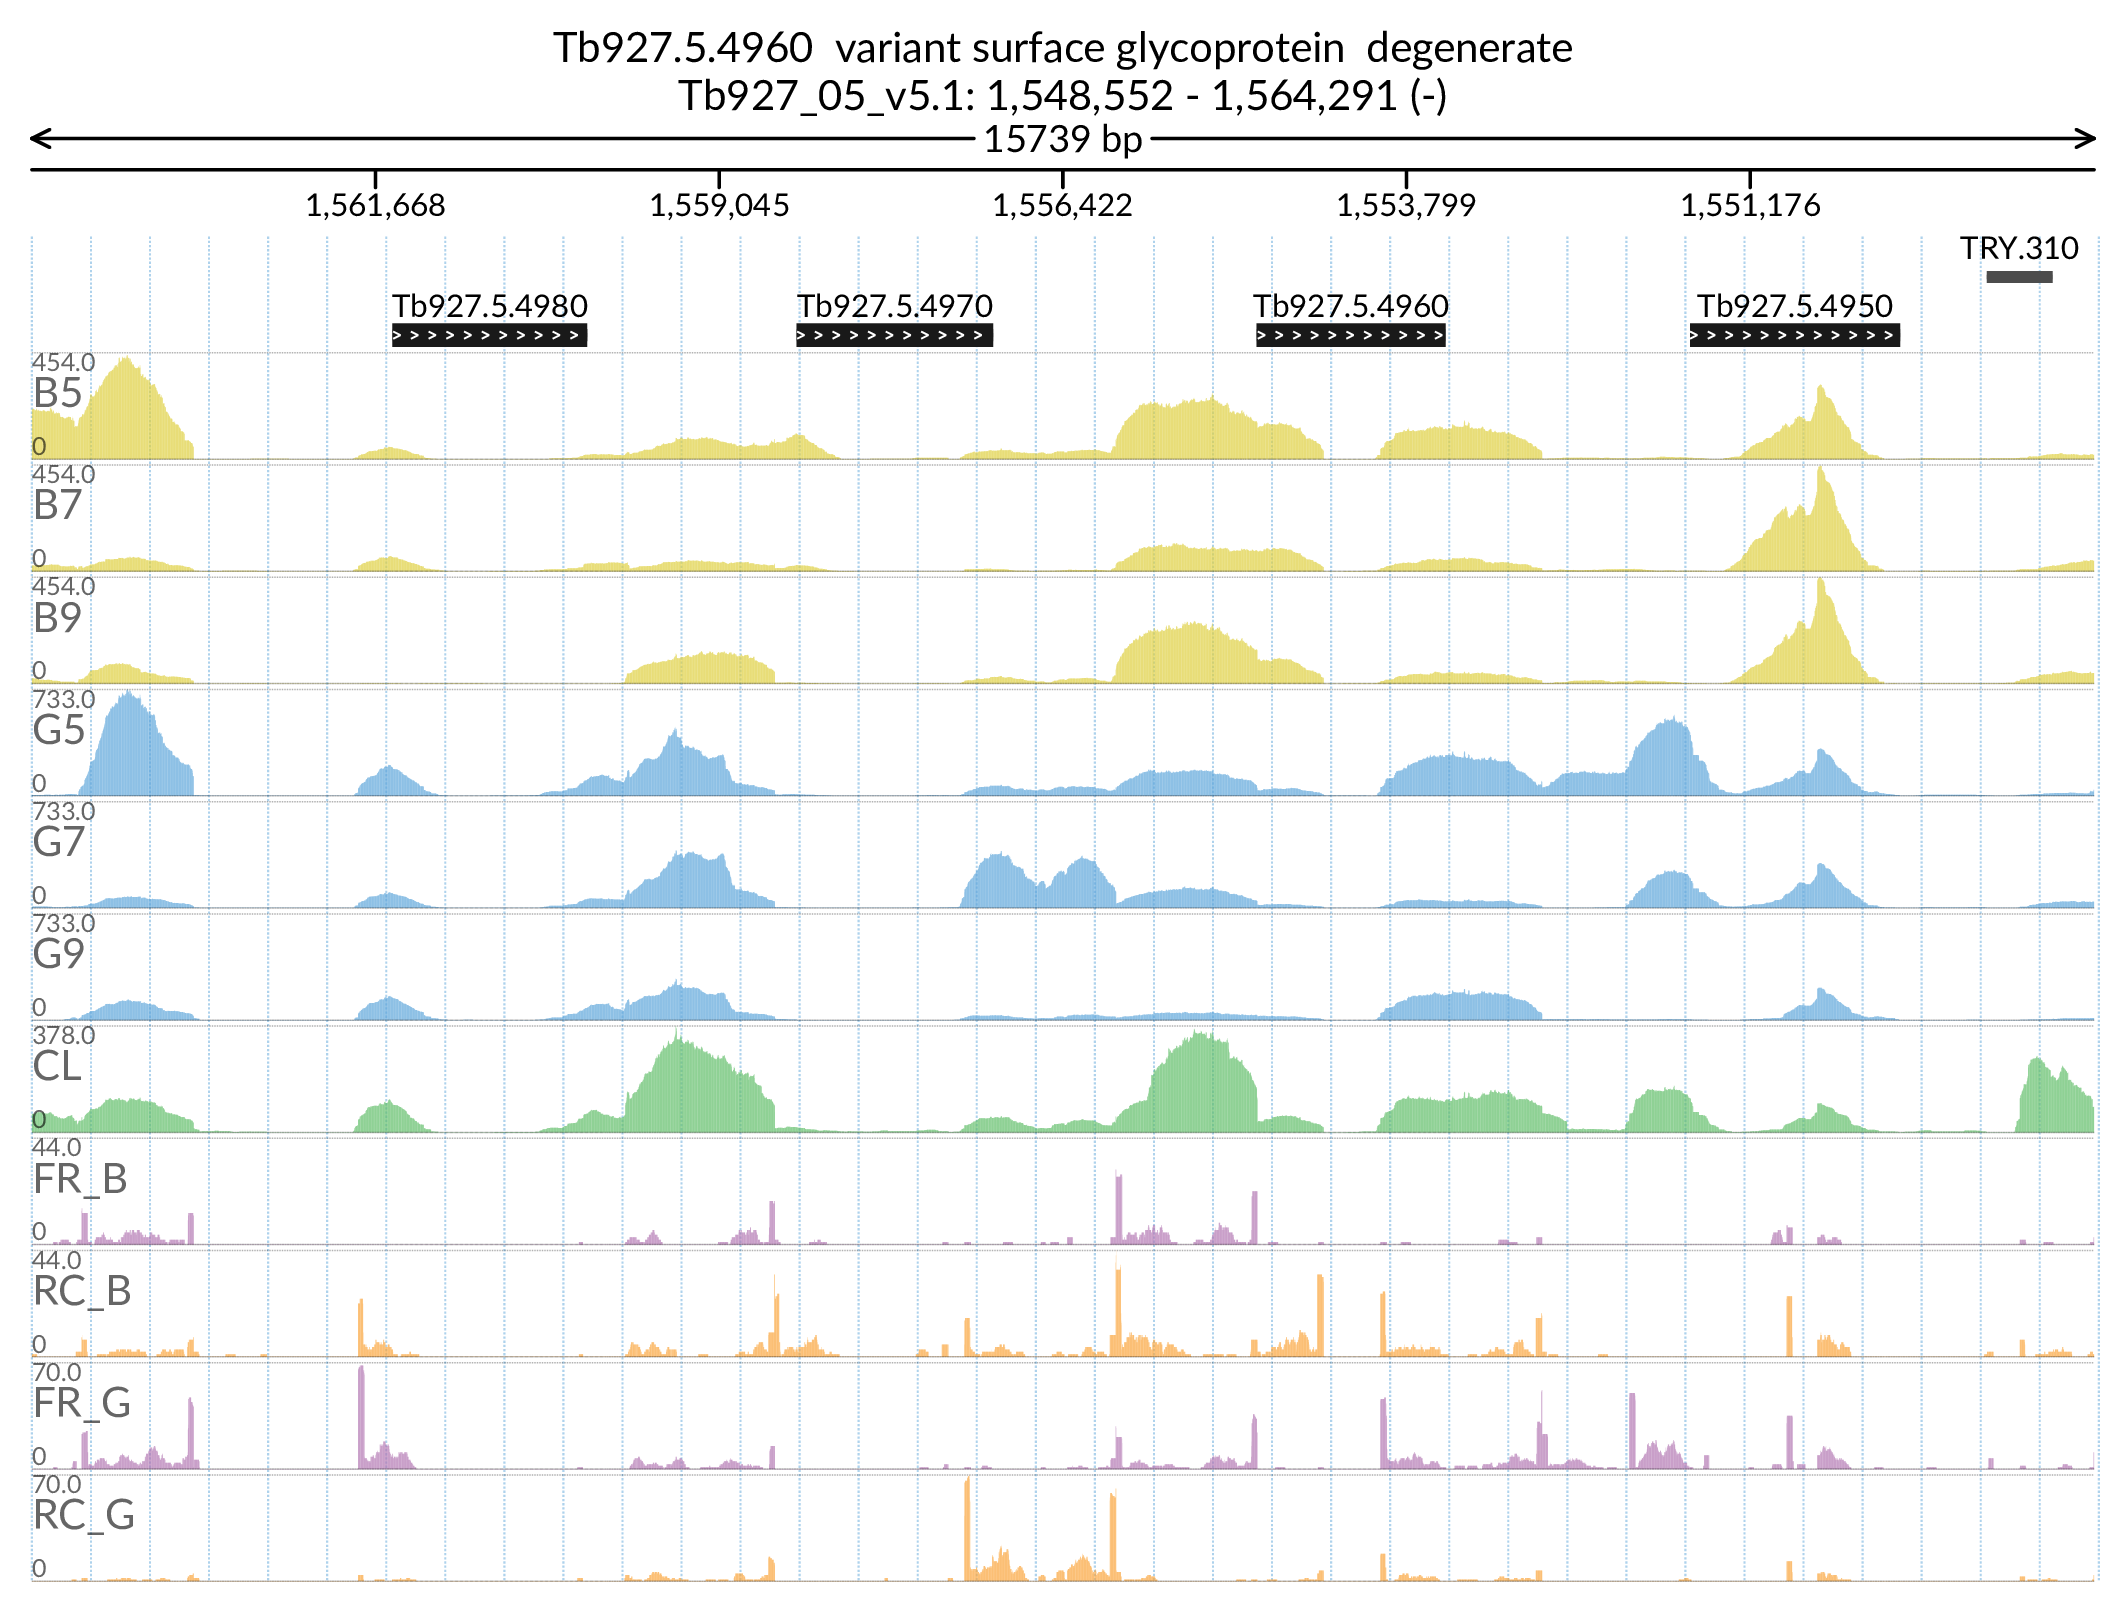 Tb927.5.4960  variant surface glycoprotein  degenerate
Tb927_05_v5.1: 1,548,552 - 1,564,291 (-)
15739 bp
1,561,668 1,559,045 1,556,422 1,553,799 1,551,176
TRY.310
Tb927.5.4980 Tb927.5.4970 Tb927.5.4960 Tb927.5.4950
454.0
B5
0
454.0
B7
0
454.0
B9
0
733.0
G5
0
733.0
G7
0
733.0
G9
0
378.0
CL
0
44.0
FR_B
0
44.0
RC_B
0
70.0
FR_G
0
70.0
RC_G
0